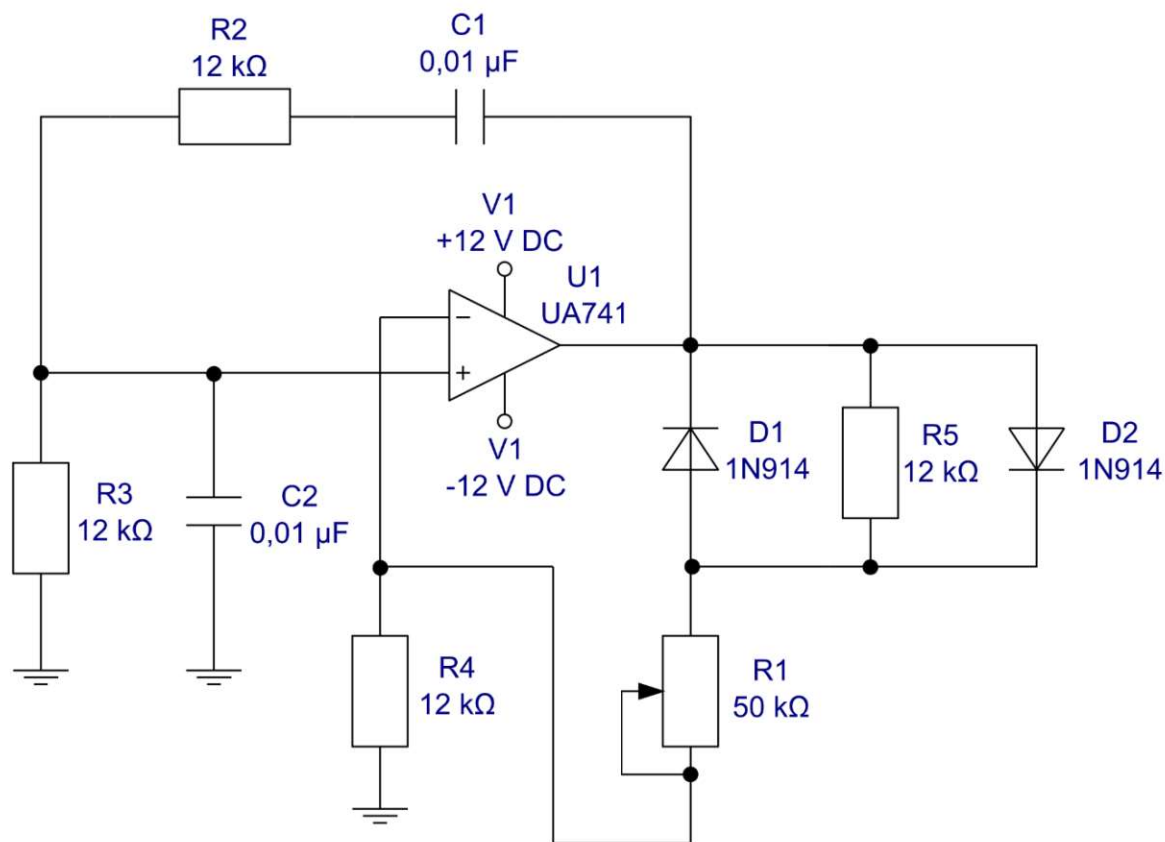 R2
12 kΩ
C1
0,01 µF
V1
+12 V DC
U1
UA741
−
+
V1
-12 V DC
R3
12 kΩ
C2
0,01 µF
D1
1N914
R5
12 kΩ
D2
1N914
R4
12 kΩ
R1
50 kΩ